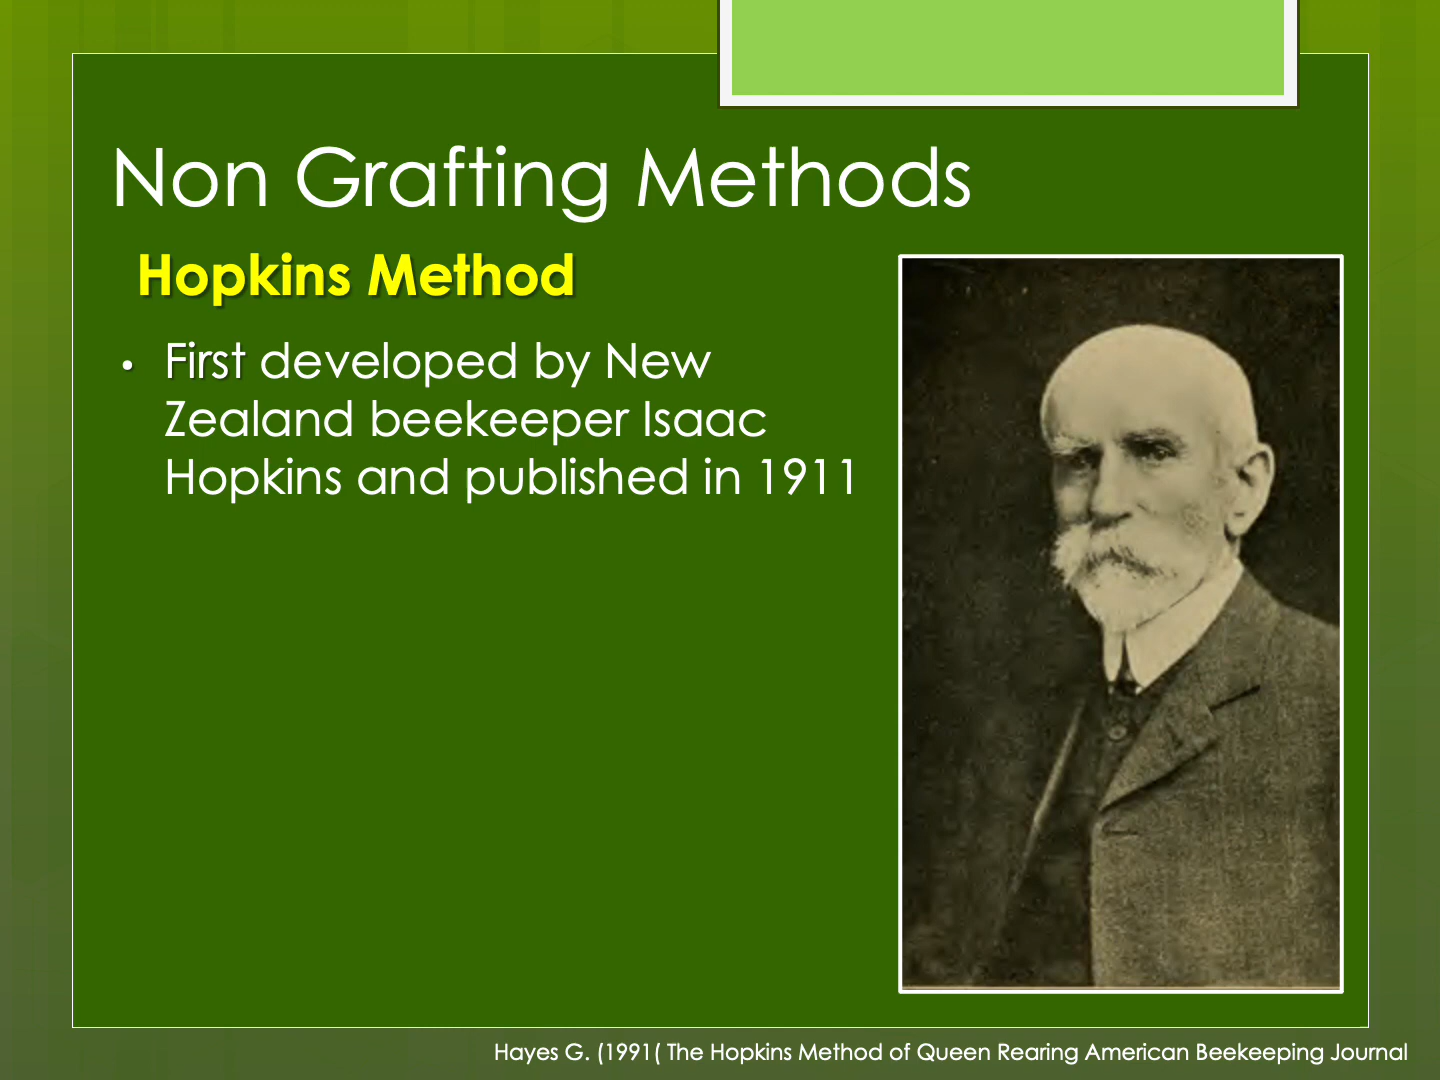 Non Grafting Methods
Hopkins Method
• First developed by New
Zealand beekeeper Isaac
Hopkins and published in 1911
Hayes G. (1991( The Hopkins Method of Queen Rearing American Beekeeping Journal